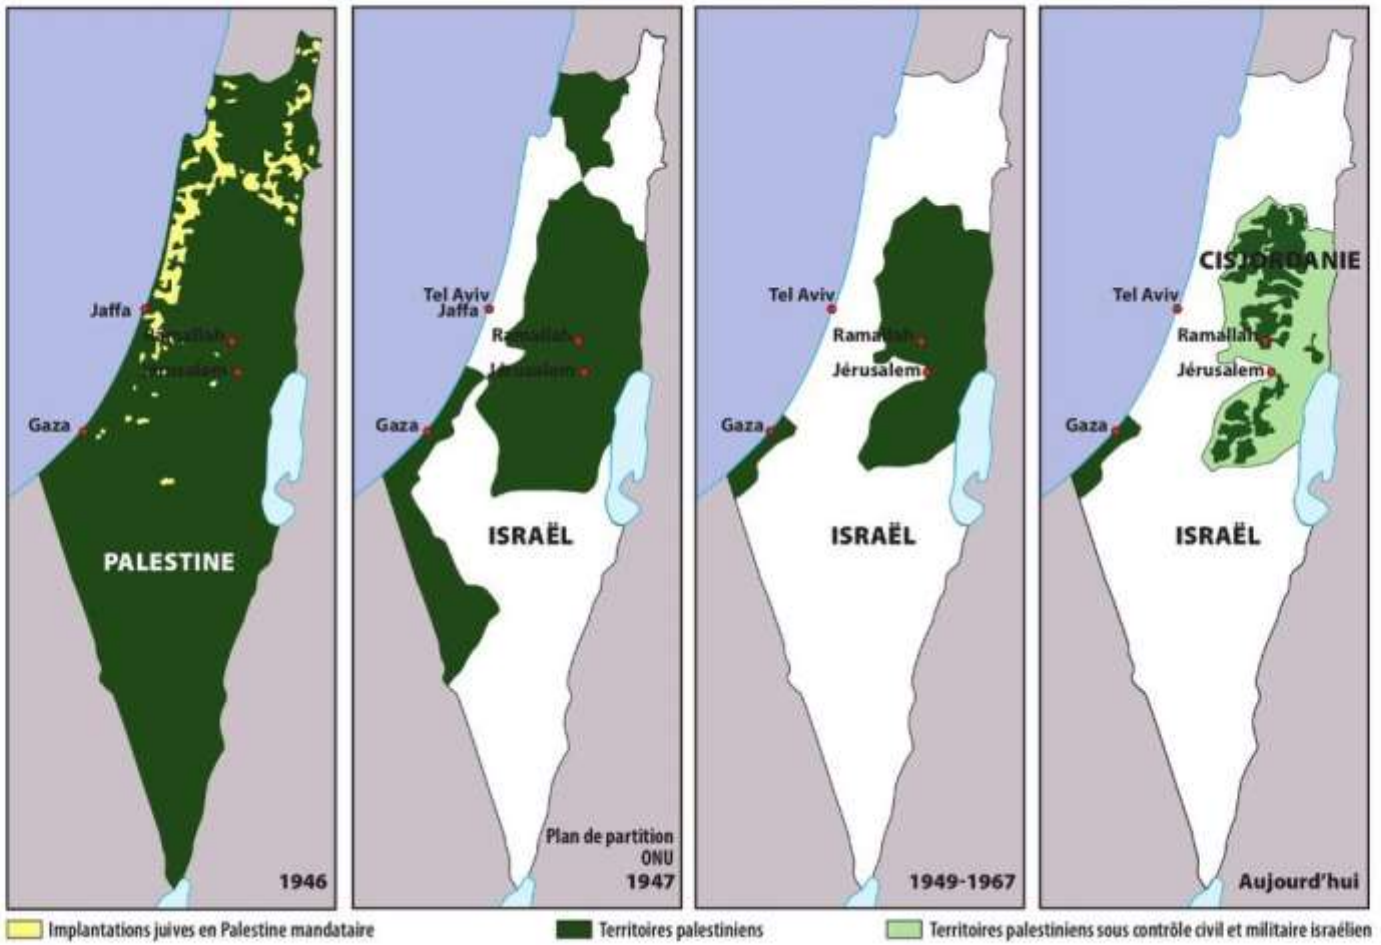 Jaffa
Ramallah
Jérusalem
Gaza
PALESTINE
1946
Tel Aviv
Jaffa
Ramallah
Jérusalem
Gaza
ISRAËL
Plan de partition
ONU
1947
Tel Aviv
Ramallah
Jérusalem
Gaza
ISRAËL
1949-1967
CISJORDANIE
Tel Aviv
Ramallah
Jérusalem
Gaza
ISRAËL
Aujourd'hui
Implantations juives en Palestine mandataire
Territoires palestiniens
Territoires palestiniens sous contrôle civil et militaire israélien